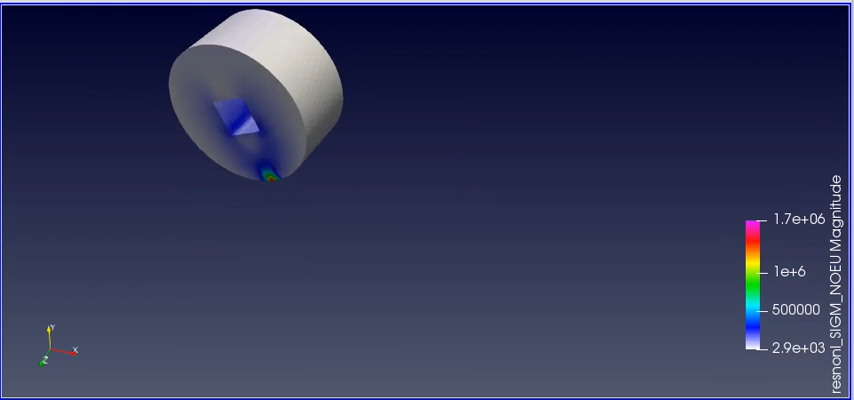 1.7e+06
1e+6
500000
2.9e+03
resnonl_SIGM_NOEU Magnitude
Y
X
Z